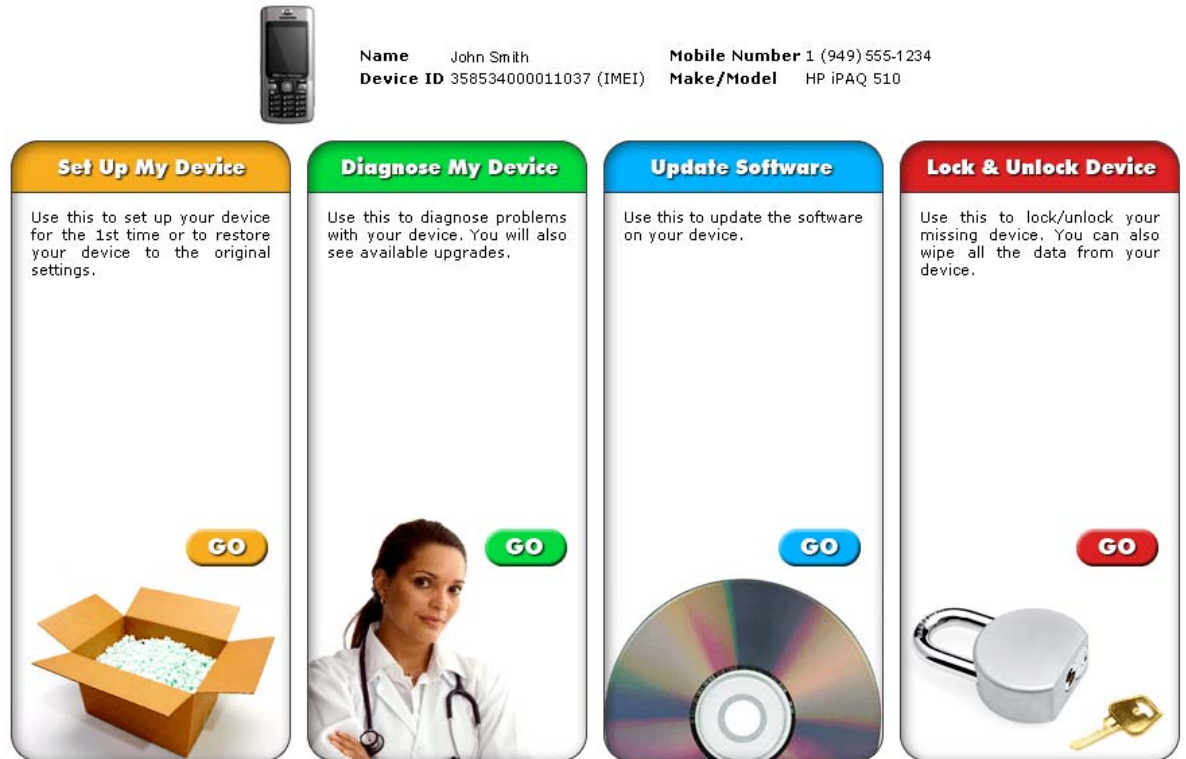 Name John Smith Mobile Number 1 (949) 555-1234
Device ID 358534000011037 (IMEI) Make/Model HP iPAQ 510
Set Up My Device
Use this to set up your device
for the 1st time or to restore
your device to the original
settings.
GO
Diagnose My Device
Use this to diagnose problems
with your device. You will also
see available upgrades.
GO
Update Software
Use this to update the software
on your device.
GO
Lock & Unlock Device
Use this to lock/unlock your
missing device. You can also
wipe all the data from your
device.
GO